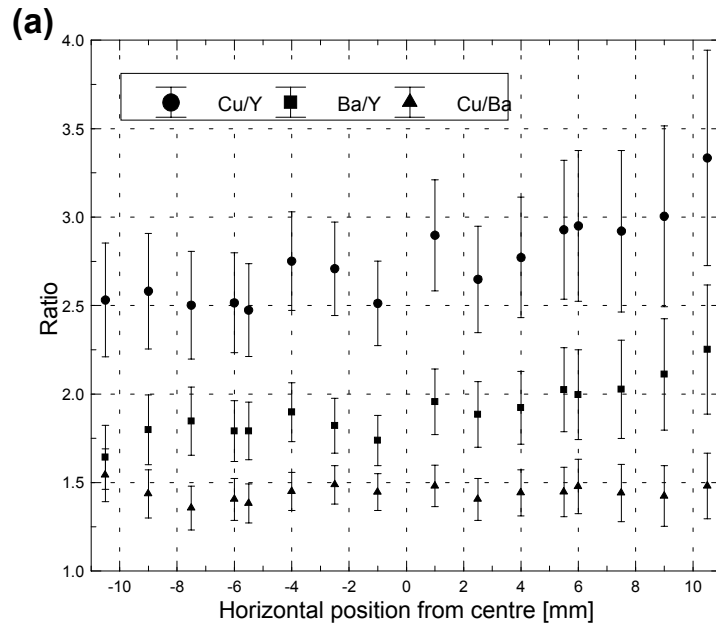 (a)
4.0
Cu/Y Ba/Y Cu/Ba
3.5
3.0
2.5
2.0
1.5
1.0
Ratio
-10 -8 -6 -4 -2 0 2 4 6 8 10
Horizontal position from centre [mm]